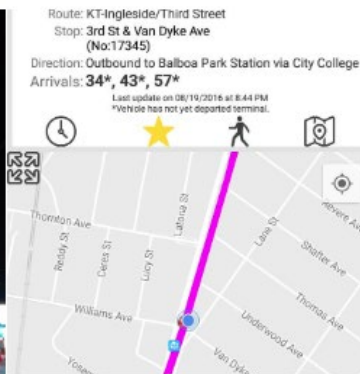 Route: KT-Ingleside/Third Street
Stop: 3rd St & Van Dyke Ave
(No:17345)
Direction: Outbound to Balboa Park Station via City College
Arrivals: 34*, 43*, 57*
Last update on 08/19/2016 at 8:44 PM
*Vehicle has not yet departed terminal.
Thornton Ave
Reddy St
Ceres St
Lucy St
Latona St
Lane St
Revere Av
Shafter Ave
Thomas Ave
Williams Ave
Underwood Ave
Van Dyke
Yosem